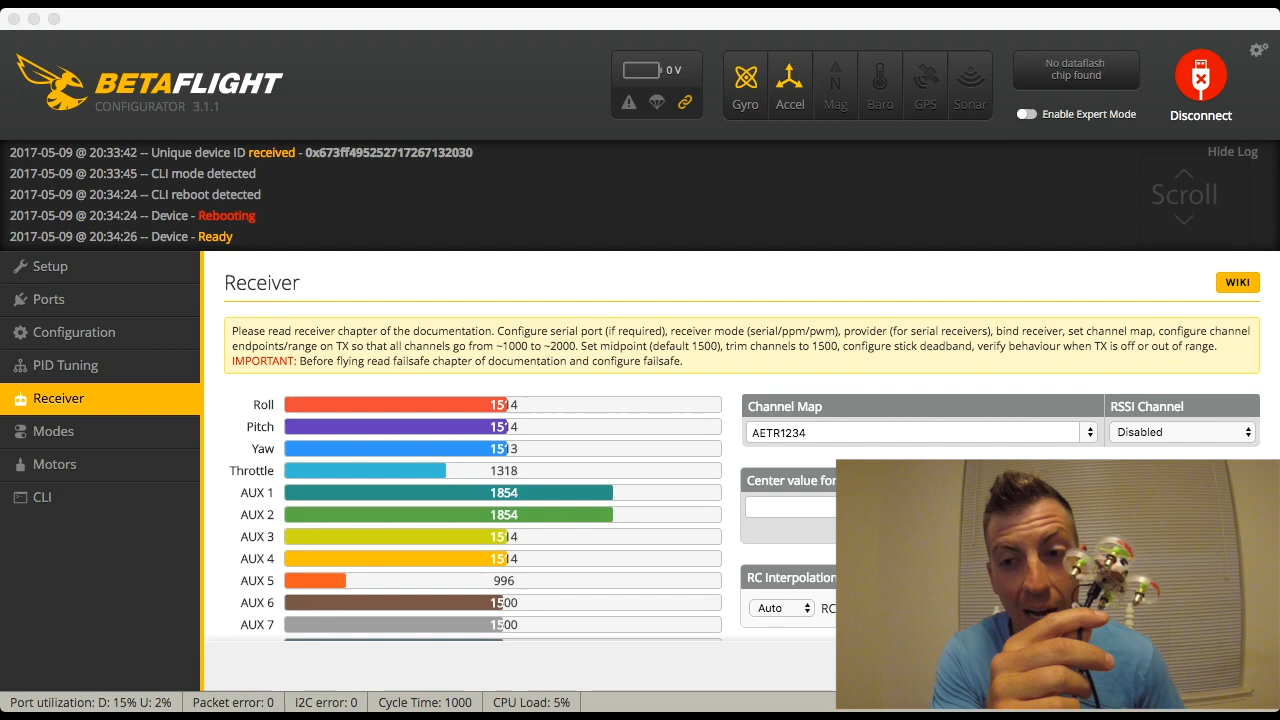 BETAFLIGHT
CONFIGURATOR 3.1.1
0 V
Gyro
Accel
N
Mag
Baro
GPS
Sonar
No dataflash
chip found
Enable Expert Mode
Disconnect
2017-05-09 @ 20:33:42 -- Unique device ID received - 0x673ff495252717267132030
2017-05-09 @ 20:33:45 -- CLI mode detected
2017-05-09 @ 20:34:24 -- CLI reboot detected
2017-05-09 @ 20:34:24 -- Device - Rebooting
2017-05-09 @ 20:34:26 -- Device - Ready
Hide Log
Scroll
Setup
Ports
Configuration
PID Tuning
Receiver
Modes
Motors
CLI
Receiver
WIKI
Please read receiver chapter of the documentation. Configure serial port (if required), receiver mode (serial/ppm/pwm), provider (for serial receivers), bind receiver, set channel map, configure channel
endpoints/range on TX so that all channels go from ~1000 to ~2000. Set midpoint (default 1500), trim channels to 1500, configure stick deadband, verify behaviour when TX is off or out of range.
IMPORTANT: Before flying read failsafe chapter of documentation and configure failsafe.
Roll 1514
Pitch 1514
Yaw 1513
Throttle 1318
AUX 1 1854
AUX 2 1854
AUX 3 1514
AUX 4 1514
AUX 5 996
AUX 6 1500
AUX 7 1500
Channel Map
RSSI Channel
AETR1234
Disabled
Center value for
RC Interpolation
Auto
RC
Port utilization: D: 15% U: 2%
Packet error: 0
I2C error: 0
Cycle Time: 1000
CPU Load: 5%